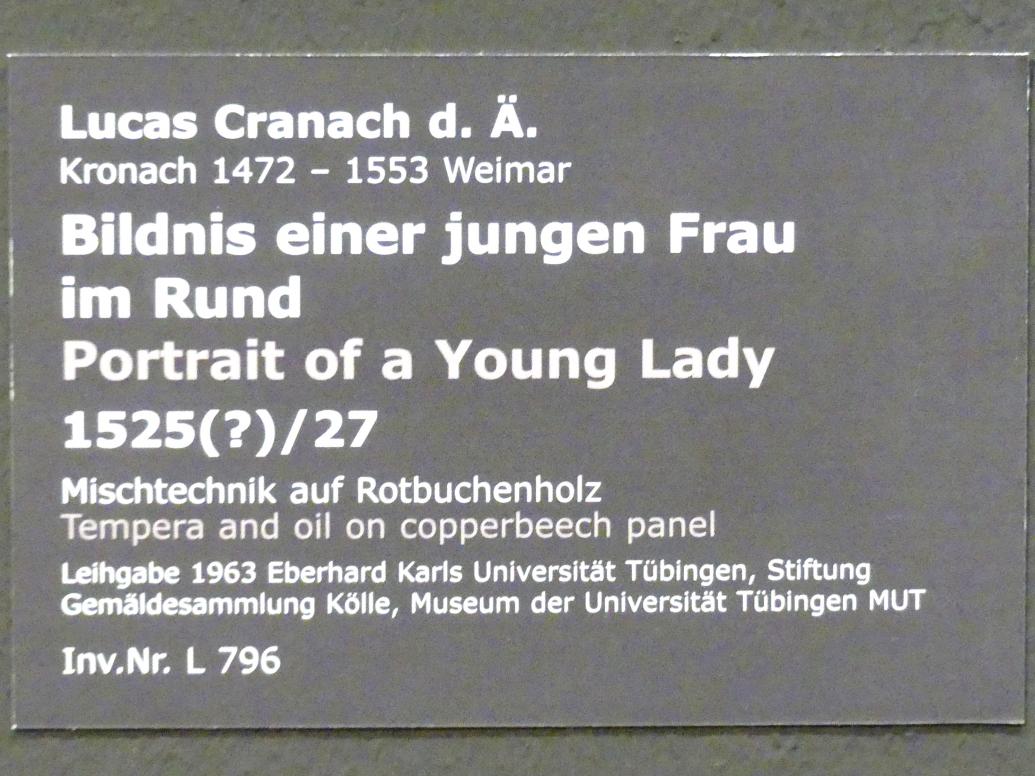 Lucas Cranach d. Ä.
Kronach 1472 – 1553 Weimar
Bildnis einer jungen Frau
im Rund
Portrait of a Young Lady
1525(?)/27
Mischtechnik auf Rotbuchenholz
Tempera and oil on copperbeech panel
Leihgabe 1963 Eberhard Karls Universität Tübingen, Stiftung
Gemäldesammlung Kölle, Museum der Universität Tübingen MUT
Inv.Nr. L 796